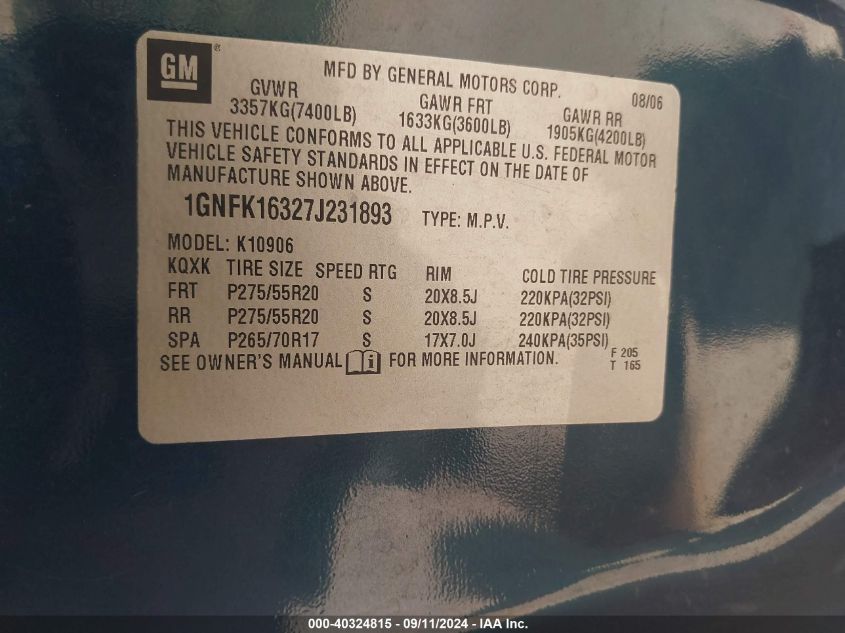 GM ®
MFD BY GENERAL MOTORS CORP. 08/06
GVWR GAWR FRT GAWR RR
3357KG(7400LB) 1633KG(3600LB) 1905KG(4200LB)
THIS VEHICLE CONFORMS TO ALL APPLICABLE U.S. FEDERAL MOTOR
VEHICLE SAFETY STANDARDS IN EFFECT ON THE DATE OF
MANUFACTURE SHOWN ABOVE.
1GNFK16327J231893 TYPE: M.P.V.
MODEL: K10906
KQXK TIRE SIZE SPEED RTG RIM COLD TIRE PRESSURE
FRT P275/55R20 S 20X8.5J 220KPA(32PSI)
RR P275/55R20 S 20X8.5J 220KPA(32PSI)
SPA P265/70R17 S 17X7.0J 240KPA(35PSI)
SEE OWNER'S MANUAL i FOR MORE INFORMATION. F 205
T 165
000-40324815 - 09/11/2024 - IAA Inc.